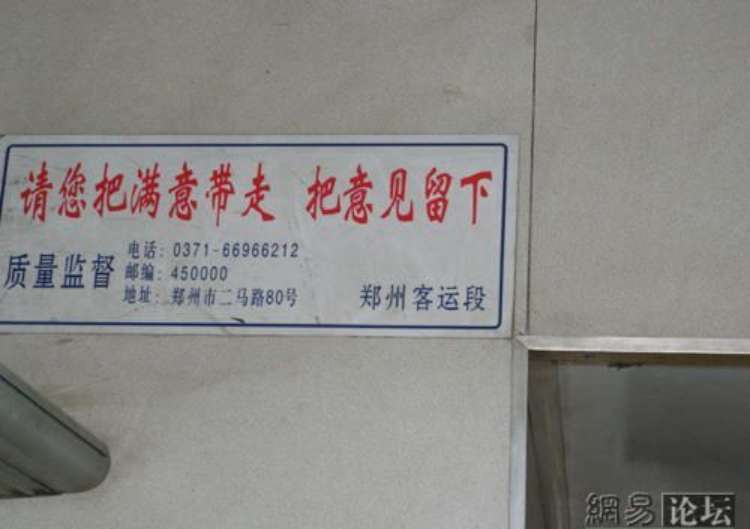 请您把满意带走 把意见留下
质量监督
电话: 0371-66966212
邮编: 450000
地址: 郑州市二马路80号
郑州客运段
網易 论坛